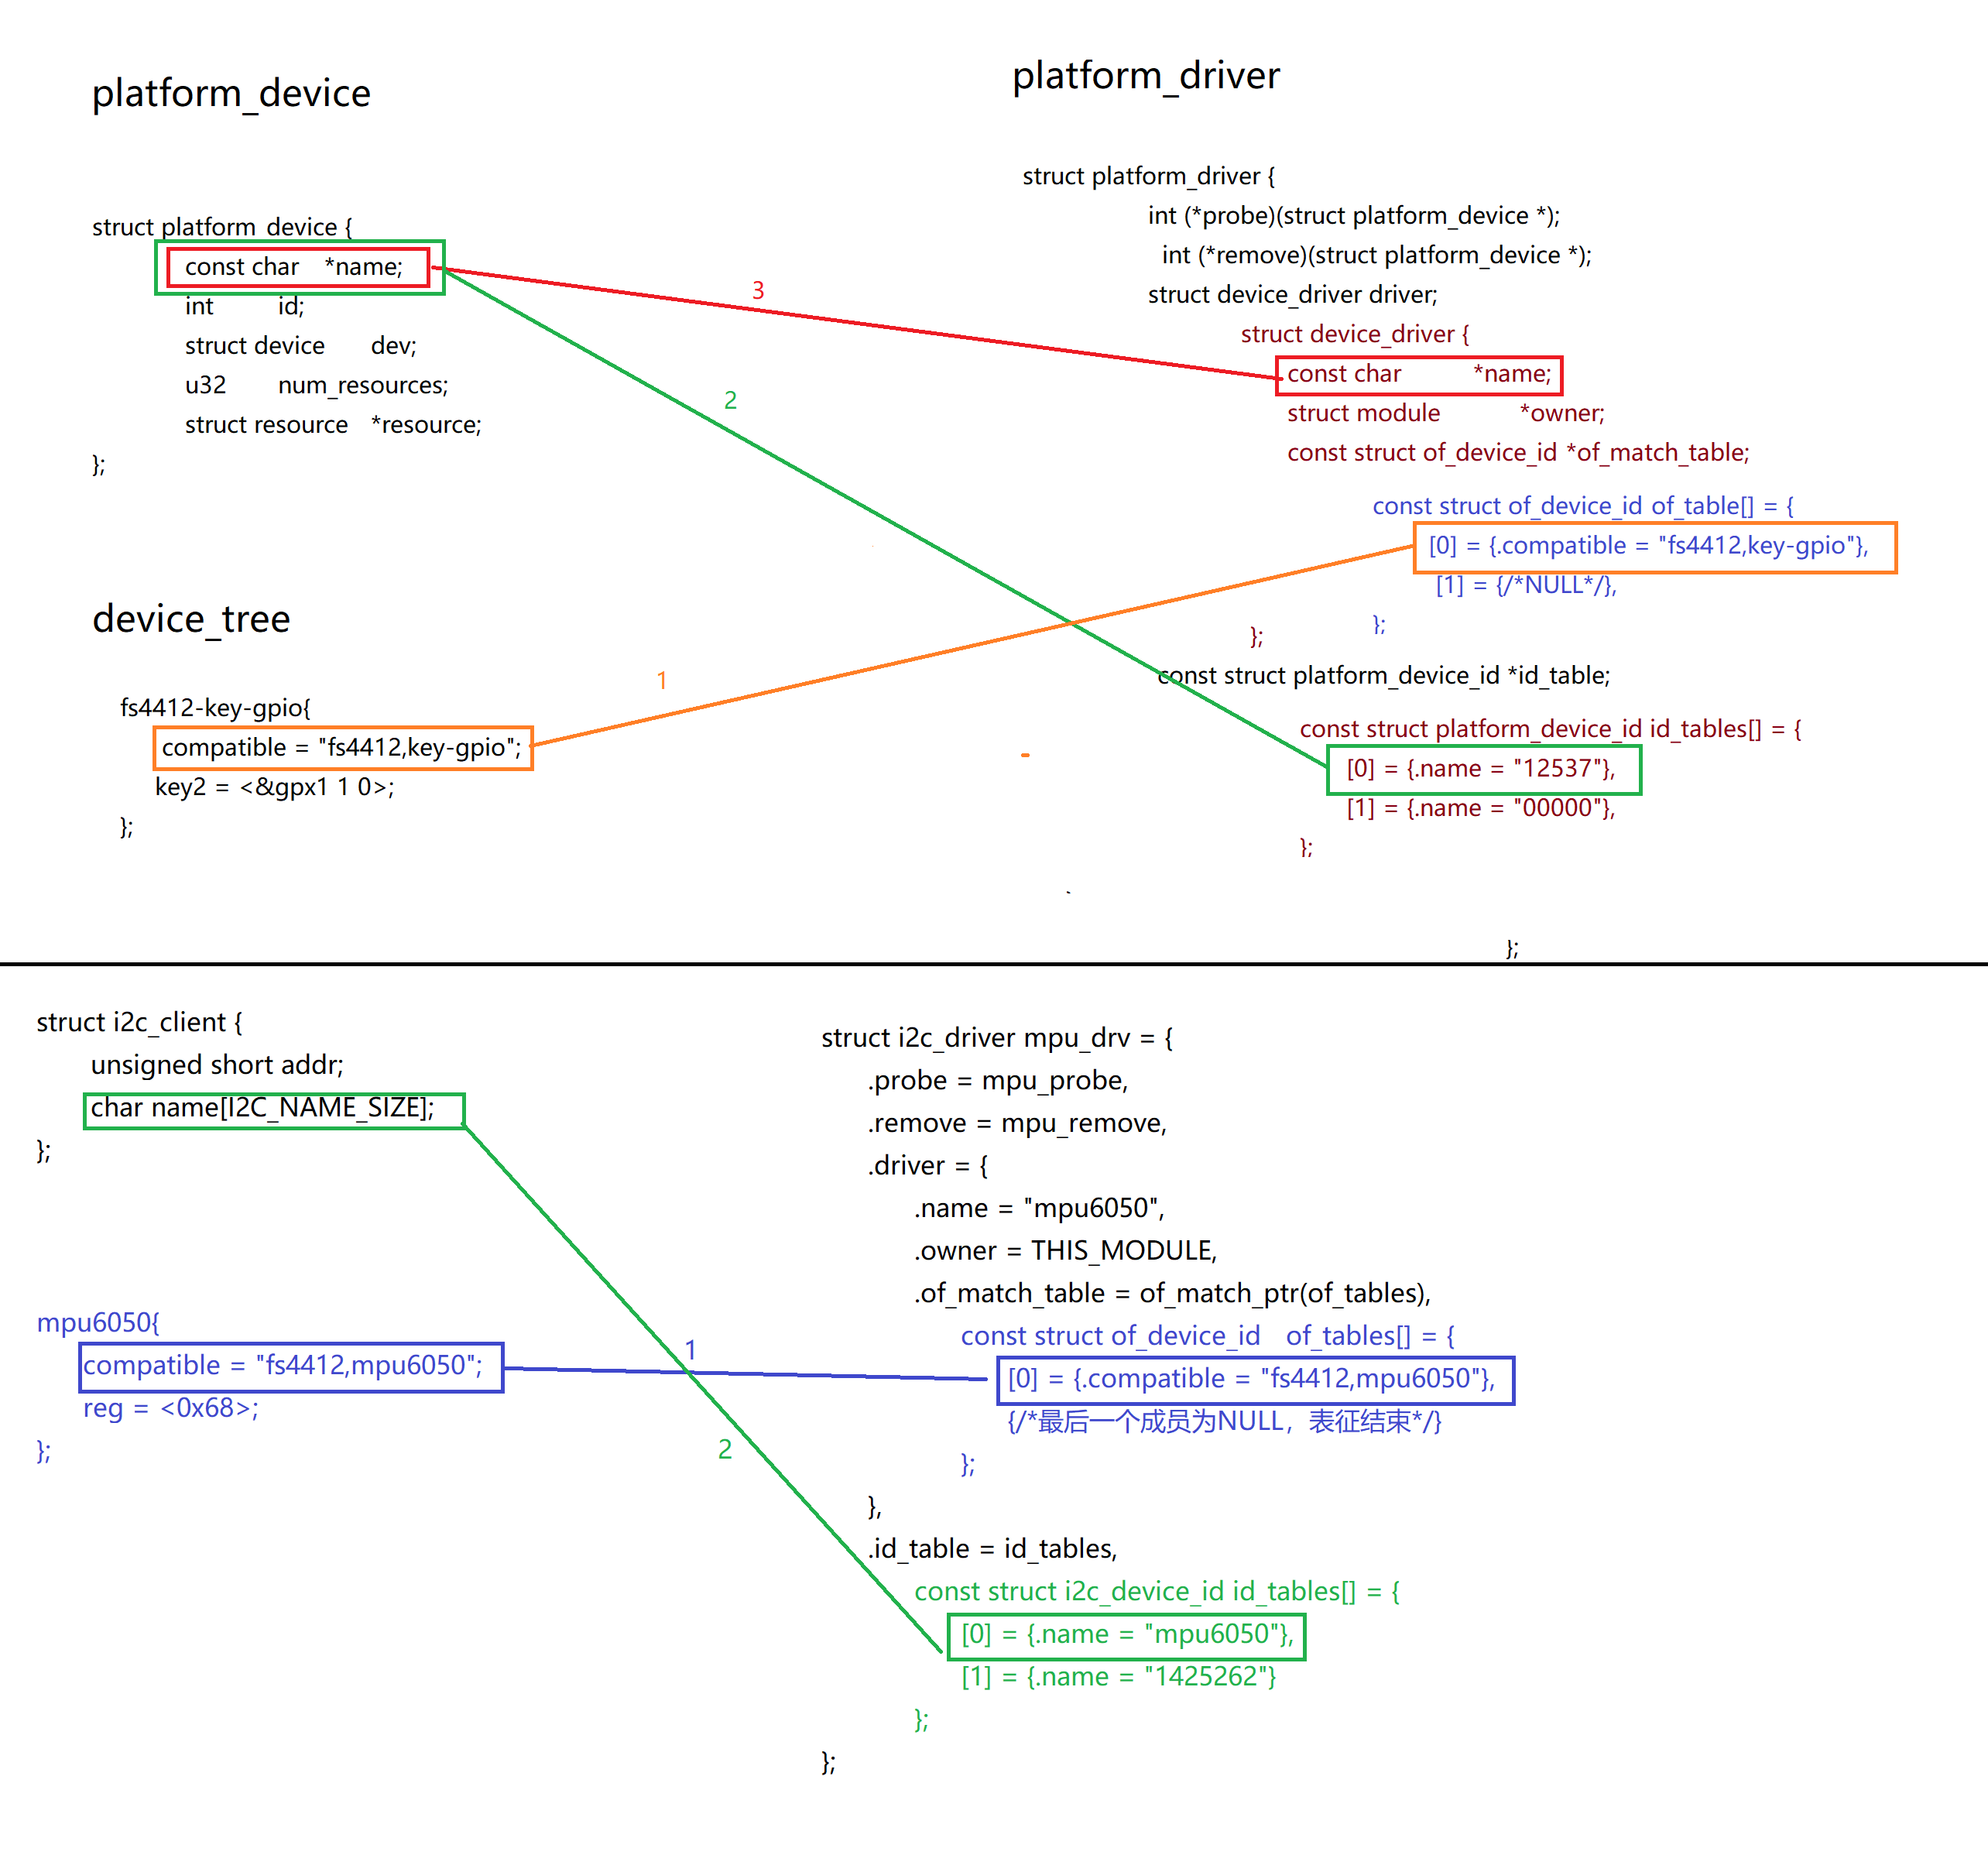 platform_device
struct platform_device {
const char *name;
int id;
struct device dev;
u32 num_resources;
struct resource *resource;
};
device_tree
fs4412-key-gpio{
compatible = "fs4412,key-gpio";
key2 = <&gpx1 1 0>;
};
3
2
1
platform_driver
struct platform_driver {
int (*probe)(struct platform_device *);
int (*remove)(struct platform_device *);
struct device_driver driver;
struct device_driver {
const char *name;
struct module *owner;
const struct of_device_id *of_match_table;
const struct of_device_id of_table[] = {
[0] = {.compatible = "fs4412,key-gpio"},
[1] = {/*NULL*/},
};
};
const struct platform_device_id *id_table;
const struct platform_device_id id_tables[] = {
[0] = {.name = "12537"},
[1] = {.name = "00000"},
};
};
struct i2c_client {
unsigned short addr;
char name[I2C_NAME_SIZE];
};
mpu6050{
compatible = "fs4412,mpu6050";
reg = <0x68>;
};
1
2
struct i2c_driver mpu_drv = {
.probe = mpu_probe,
.remove = mpu_remove,
.driver = {
.name = "mpu6050",
.owner = THIS_MODULE,
.of_match_table = of_match_ptr(of_tables),
const struct of_device_id of_tables[] = {
[0] = {.compatible = "fs4412,mpu6050"},
{/*最后一个成员为NULL，表征结束*/}
};
},
.id_table = id_tables,
const struct i2c_device_id id_tables[] = {
[0] = {.name = "mpu6050"},
[1] = {.name = "1425262"}
};
};